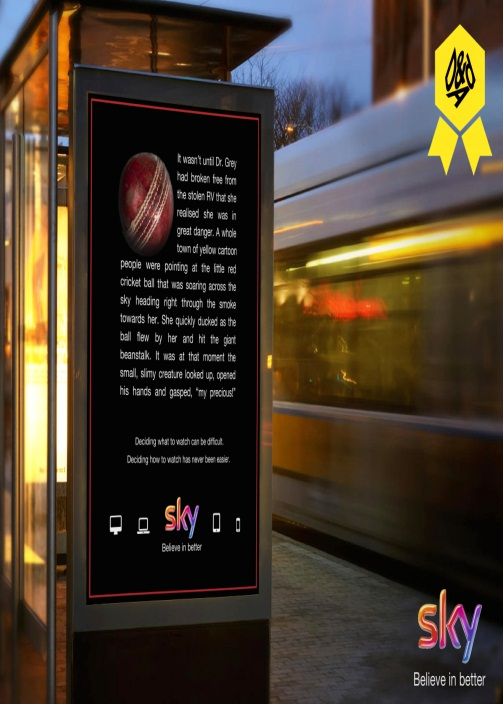 D&AD
It wasn't until Dr. Grey
had broken free from
the stolen RV that she
realised she was in
great danger. A whole
town of yellow cartoon
people were pointing at the little red
cricket ball that was soaring across the
sky heading right through the smoke
towards her. She quickly ducked as the
ball flew by her and hit the giant
beanstalk. It was at that moment the
small, slimy creature looked up, opened
his hands and gasped, "my precious!"
Deciding what to watch can be difficult.
Deciding how to watch has never been easier.
sky
Believe in better
sky
Believe in better